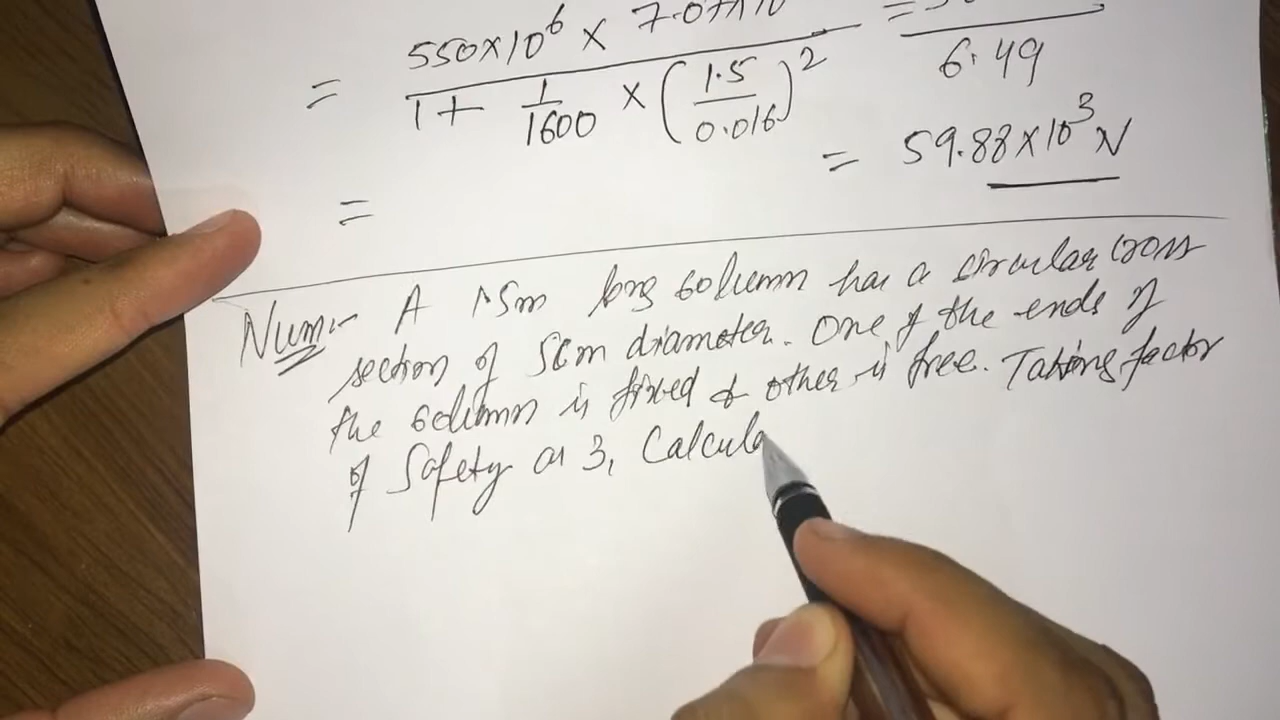 = 550×10⁶ × 7.07×10 =
1 + 1/1600 × (1.5/0.016)² 6.49
= 59.88×10³ N
=
Num:- A 1.5m long column has a circular cross
section of 5cm diameter. One of the ends of
the column is fixed & other is free. Taking factor
of Safety as 3, Calcula